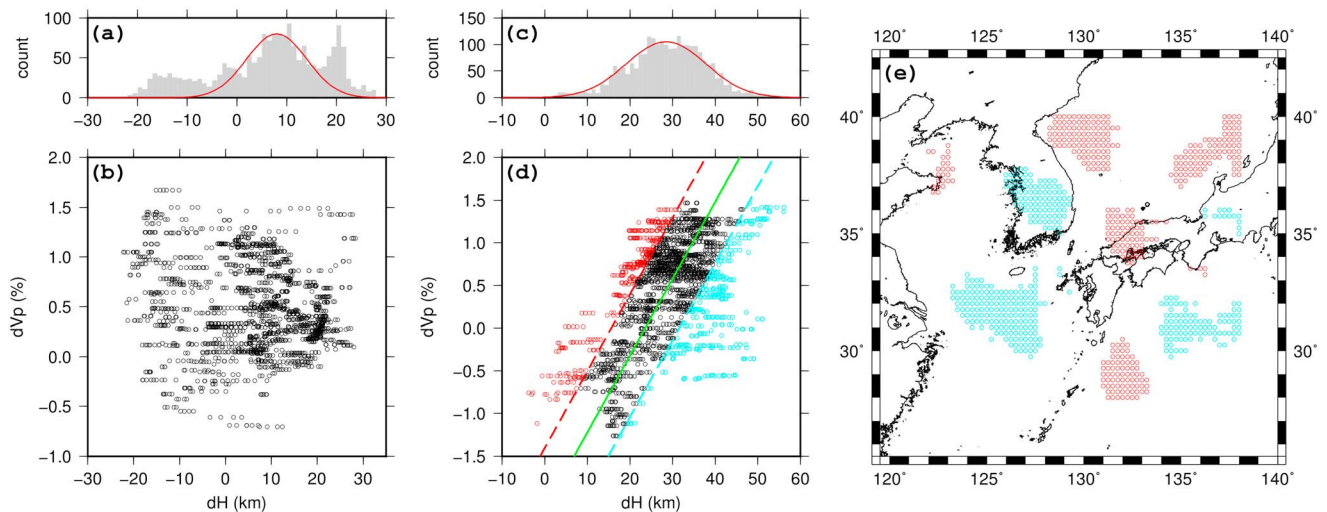 (a)
count
100
50
0
−30 −20 −10 0 10 20 30
(b)
dVp (%)
2.0
1.5
1.0
0.5
0.0
−0.5
−1.0
−30 −20 −10 0 10 20 30
dH (km)
(c)
count
150
100
50
0
−10 0 10 20 30 40 50 60
(d)
dVp (%)
2.0
1.5
1.0
0.5
0.0
−0.5
−1.0
−1.5
−10 0 10 20 30 40 50 60
dH (km)
(e)
120˚ 125˚ 130˚ 135˚ 140˚
40˚ 40˚
35˚ 35˚
30˚ 30˚
120˚ 125˚ 130˚ 135˚ 140˚